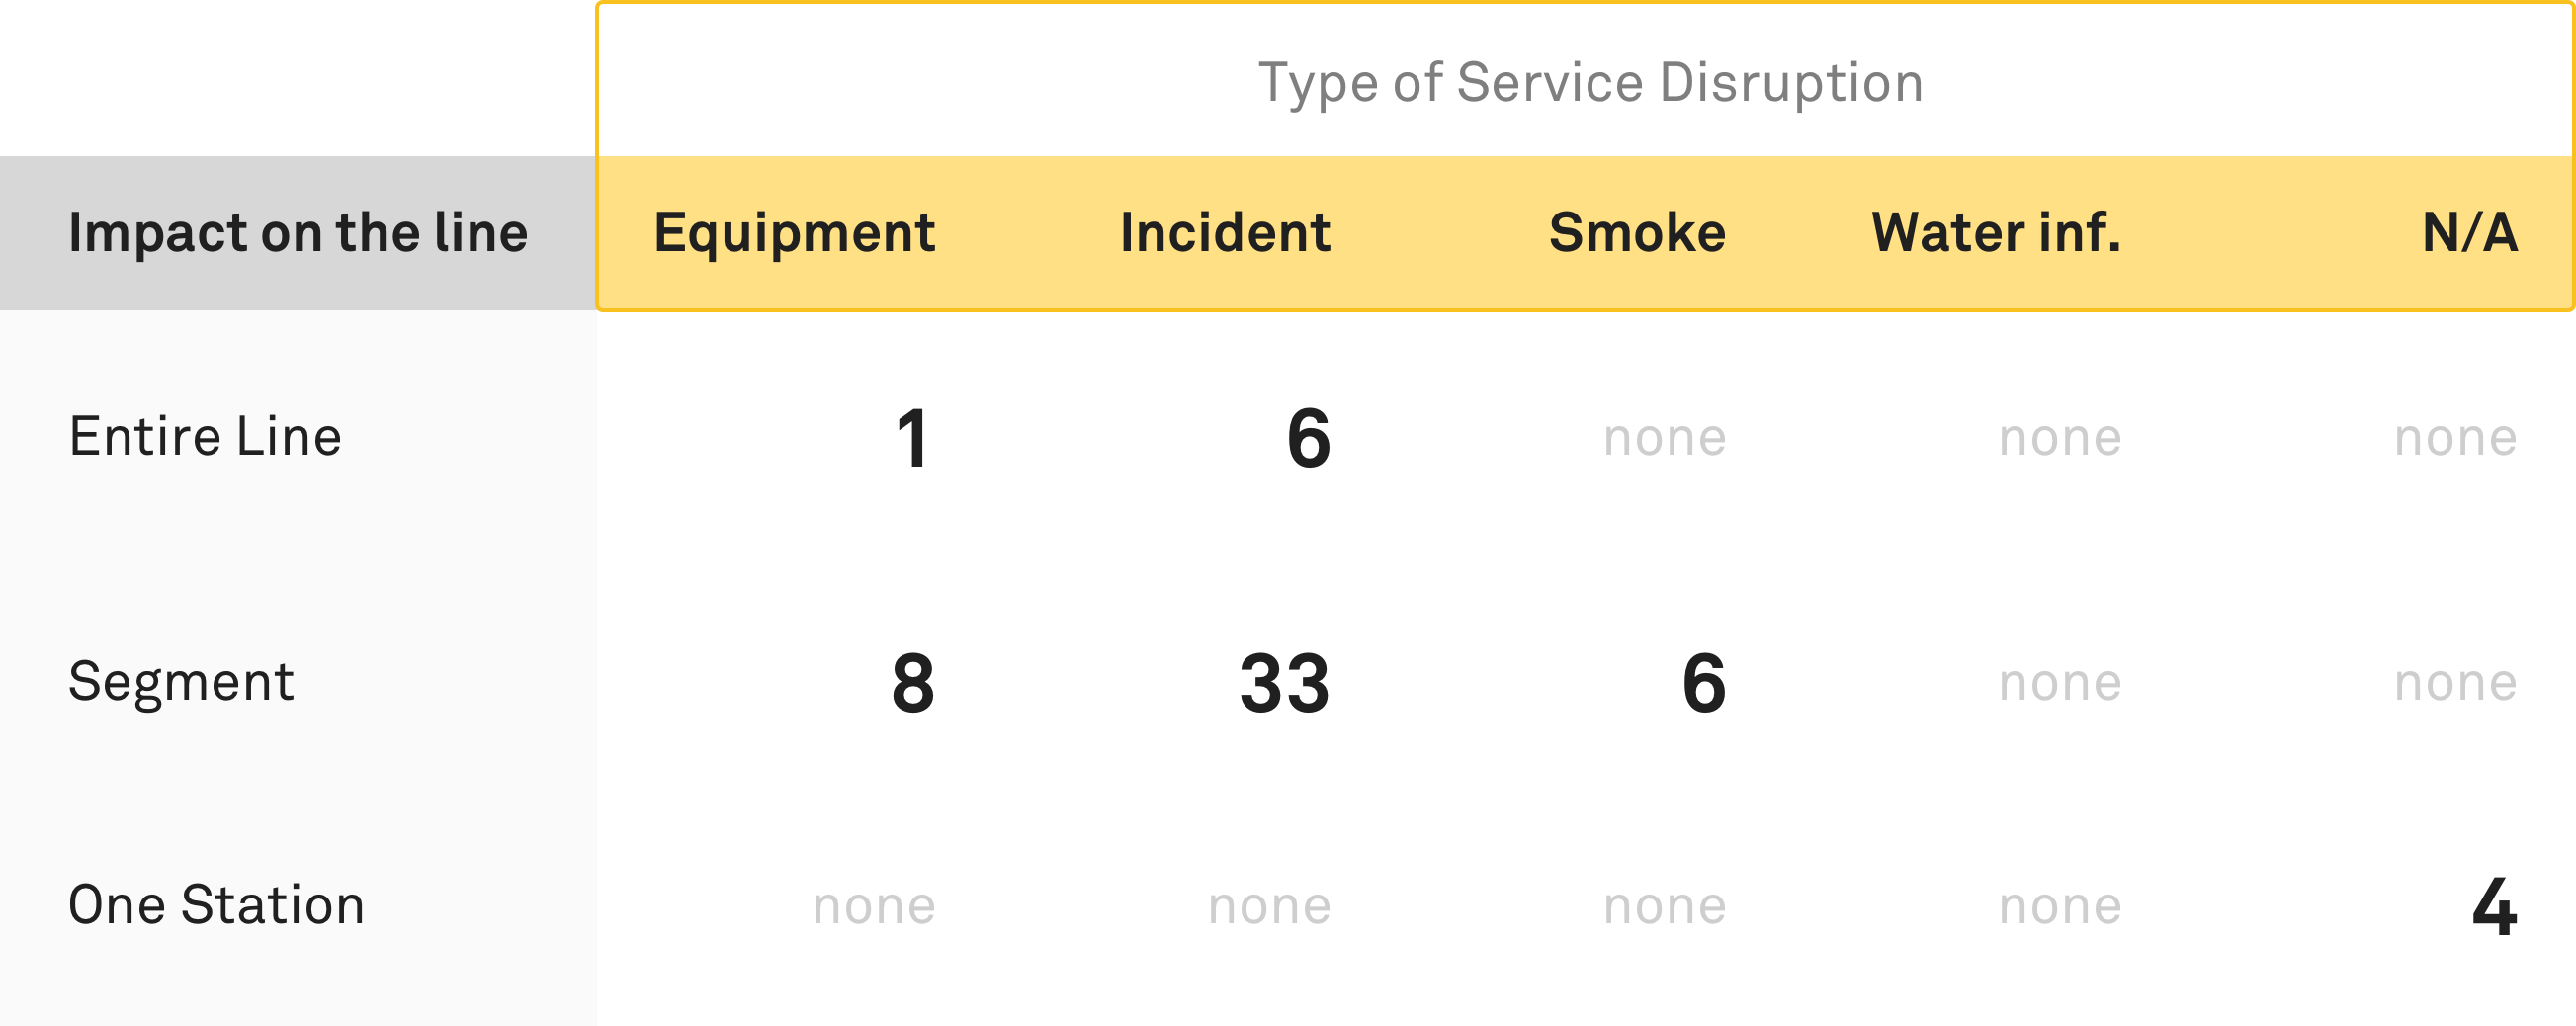 Type of Service Disruption
Impact on the line Equipment Incident Smoke Water inf. N/A
Entire Line 1 6 none none none
Segment 8 33 6 none none
One Station none none none none 4